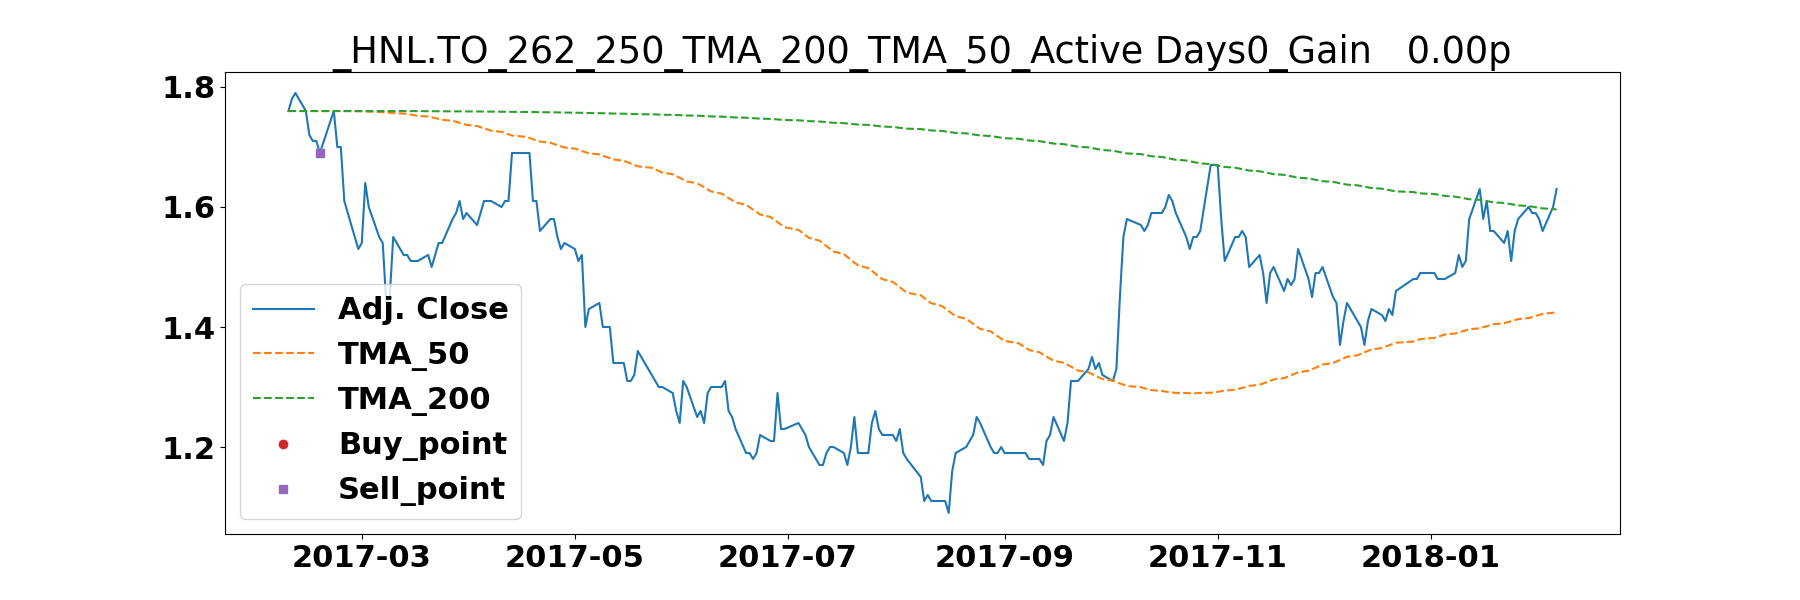 _HNL.TO_262_250_TMA_200_TMA_50_Active Days0_Gain   0.00p
1.8
1.6
1.4
1.2
Adj. Close
TMA_50
TMA_200
Buy_point
Sell_point
2017-03 2017-05 2017-07 2017-09 2017-11 2018-01